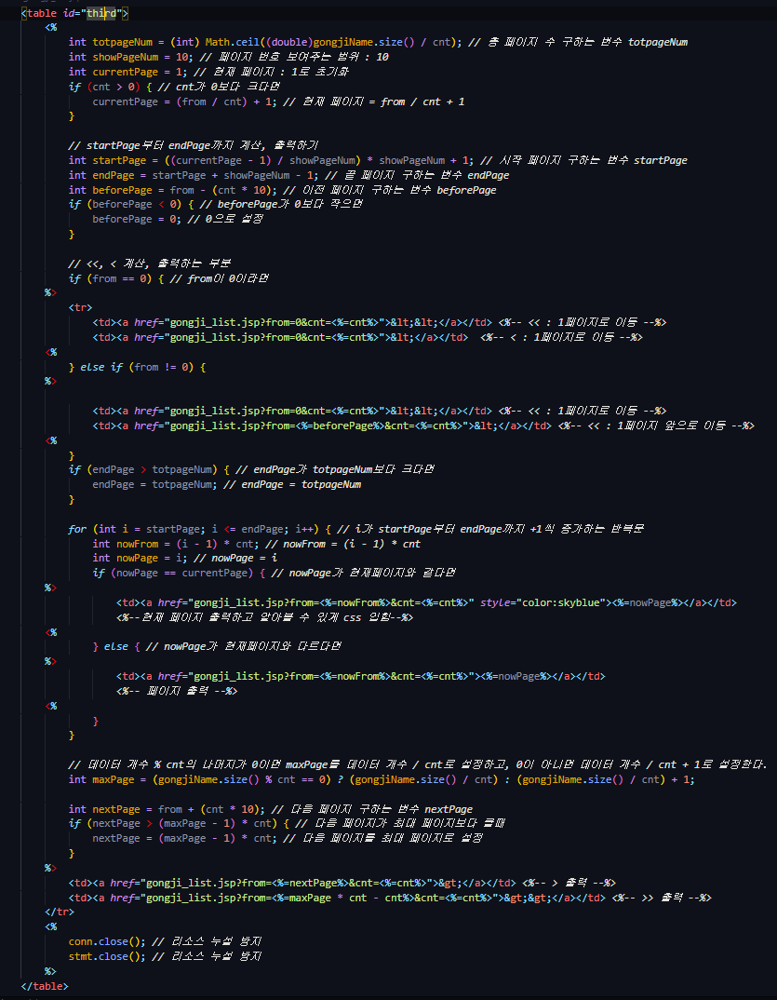 <table id="third">
<%
int totpageNum = (int) Math.ceil((double)gongjiName.size() / cnt); // 총 페이지 수 구하는 변수 totpageNum
int showPageNum = 10; // 페이지 번호 보여주는 범위 : 10
int currentPage = 1; // 현재 페이지 : 1로 초기화
if (cnt > 0) { // cnt가 0보다 크다면
currentPage = (from / cnt) + 1; // 현재 페이지 = from / cnt + 1
}
// startPage부터 endPage까지 계산, 출력하기
int startPage = ((currentPage - 1) / showPageNum) * showPageNum + 1; // 시작 페이지 구하는 변수 startPage
int endPage = startPage + showPageNum - 1; // 끝 페이지 구하는 변수 endPage
int beforePage = from - (cnt * 10); // 이전 페이지 구하는 변수 beforePage
if (beforePage < 0) { // beforePage가 0보다 작으면
beforePage = 0; // 0으로 설정
}
// <<, < 계산, 출력하는 부분
if (from == 0) { // from이 0이라면
%>
<tr>
<td><a href="gongji_list.jsp?from=0&cnt=<%=cnt%>">&lt;&lt;</a></td> <%-- << : 1페이지로 이동 --%>
<td><a href="gongji_list.jsp?from=0&cnt=<%=cnt%>">&lt;</a></td> <%-- < : 1페이지로 이동 --%>
<%
} else if (from != 0) {
%>
<td><a href="gongji_list.jsp?from=0&cnt=<%=cnt%>">&lt;&lt;</a></td> <%-- << : 1페이지로 이동 --%>
<td><a href="gongji_list.jsp?from=<%=beforePage%>&cnt=<%=cnt%>">&lt;</a></td> <%-- << : 1페이지 앞으로 이동 --%>
<%
}
if (endPage > totpageNum) { // endPage가 totpageNum보다 크다면
endPage = totpageNum; // endPage = totpageNum
}
for (int i = startPage; i <= endPage; i++) { // i가 startPage부터 endPage까지 +1씩 증가하는 반복문
int nowFrom = (i - 1) * cnt; // nowFrom = (i - 1) * cnt
int nowPage = i; // nowPage = i
if (nowPage == currentPage) { // nowPage가 현재페이지와 같다면
%>
<td><a href="gongji_list.jsp?from=<%=nowFrom%>&cnt=<%=cnt%>" style="color:skyblue"><%=nowPage%></a></td>
<%--현재 페이지 출력하고 알아볼 수 있게 css 입힘--%>
<%
} else { // nowPage가 현재페이지와 다르다면
%>
<td><a href="gongji_list.jsp?from=<%=nowFrom%>&cnt=<%=cnt%>"><%=nowPage%></a></td>
<%-- 페이지 출력 --%>
<%
}
}
// 데이터 개수 % cnt의 나머지가 0이면 maxPage를 데이터 개수 / cnt로 설정하고, 0이 아니면 데이터 개수 / cnt + 1로 설정한다.
int maxPage = (gongjiName.size() % cnt == 0) ? (gongjiName.size() / cnt) : (gongjiName.size() / cnt) + 1;
int nextPage = from + (cnt * 10); // 다음 페이지 구하는 변수 nextPage
if (nextPage > (maxPage - 1) * cnt) { // 다음 페이지가 최대 페이지보다 클때
nextPage = (maxPage - 1) * cnt; // 다음 페이지를 최대 페이지로 설정
}
%>
<td><a href="gongji_list.jsp?from=<%=nextPage%>&cnt=<%=cnt%>">&gt;</a></td> <%-- > 출력 --%>
<td><a href="gongji_list.jsp?from=<%=maxPage * cnt - cnt%>&cnt=<%=cnt%>">&gt;&gt;</a></td> <%-- >> 출력 --%>
</tr>
<%
conn.close(); // 리소스 누설 방지
stmt.close(); // 리소스 누설 방지
%>
</table>